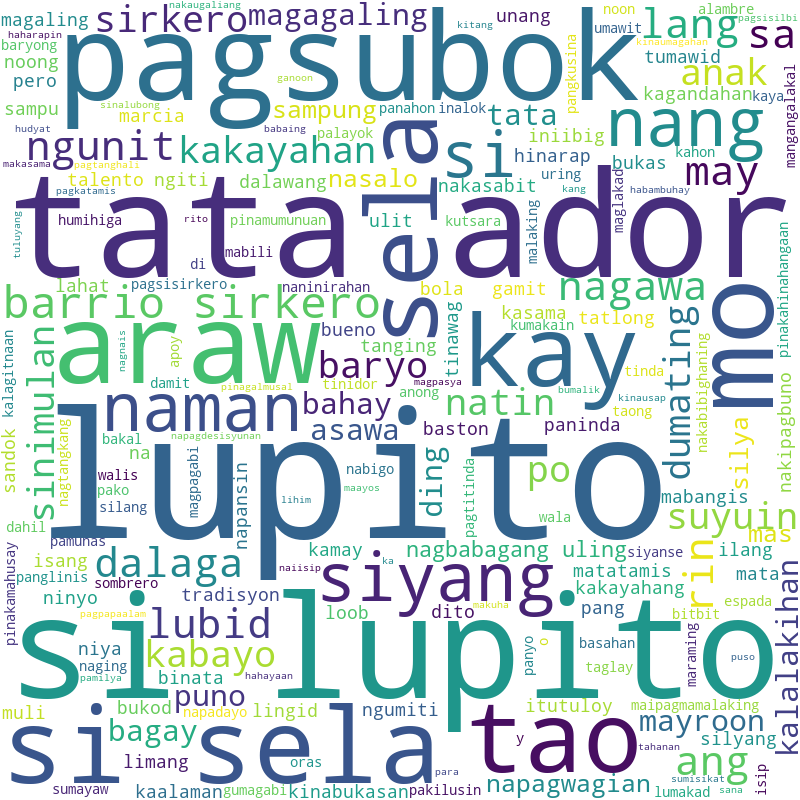 nakaugaliang
kitang
noon
alambre
pagsisilbi
haharapin
magaling
sirkero
magagaling
unang
umawit
lang
sa
baryong
kinaumagahan
noong
pagsubok
tumawid
pero
ganoon
pangkusina
anak
kaya
sampu
sinalubong
marcia
sampung
panahon
inalok
tata
kagandahan
mangangalakal
hudyat
babaing
palayok
iniibig
nang
ngunit
kakayahan
si
hinarap
kahon
makasama
pagtanghali
bukas
may
talento
ngiti
dalawang
nasalo
uring
kang
habambuhay
pagkatamis
nakasabit
maglakad
tata ador
sela
humihiga
rito
pinamumunuan
ulit
kutsara
malaking
tuluyang
di
mabili
pinakahinahangaan
lahat
pagsisirkero
naninirahan
bola
gamit
nagawa
barrio sirkero
kasama
tatlong
mo
kalagitnaan
araw
bueno
tinawag
kumakain
kay
dumating
nagnais
apoy
tanging
tinda
nakabibighaning
sinimulan
baryo
anong
magpasya
bumalik
kinausap
damit
pinagalmusal
tinidor
taong
naman
bahay
natin
nakipagbuno
sandok
nagtangkang
napagdesisyunan
asawa
baston
paninda
silya
bakal
na
lupito
ding
po
walis
magpagabi
napansin
nabigo
pagtitinda
mabangis
pako
silang
lihim
maayos
wala
suyuin
dahil
pamunas
mas
pinakamahusay
isang
dalaga
kamay
nagbabagang
uling
siyanse
ilang
rin
panglinis
sombrero
naiisip
ka
siyang
matatamis
mata
kalalakihan
ninyo
tradisyon
kakayahang
espada
pagpapaalam
lubid
loob
makuha
dito
pang
bitbit
si lupito
niya
kabayo
panyo
o
basahan
maraming
puso
naging
pamilya
binata
hahayaan
taglay
muli
bukod
puno
napadayo
lingid
ngumiti
itutuloy
maipagmamalaking
si sela
bagay
tao
mayroon
silyang
limang
oras
para
y
tahanan
ang
isip
sumayaw
kaalaman
gumagabi
kinabukasan
pakilusin
napagwagian
lumakad
sumisikat
sana